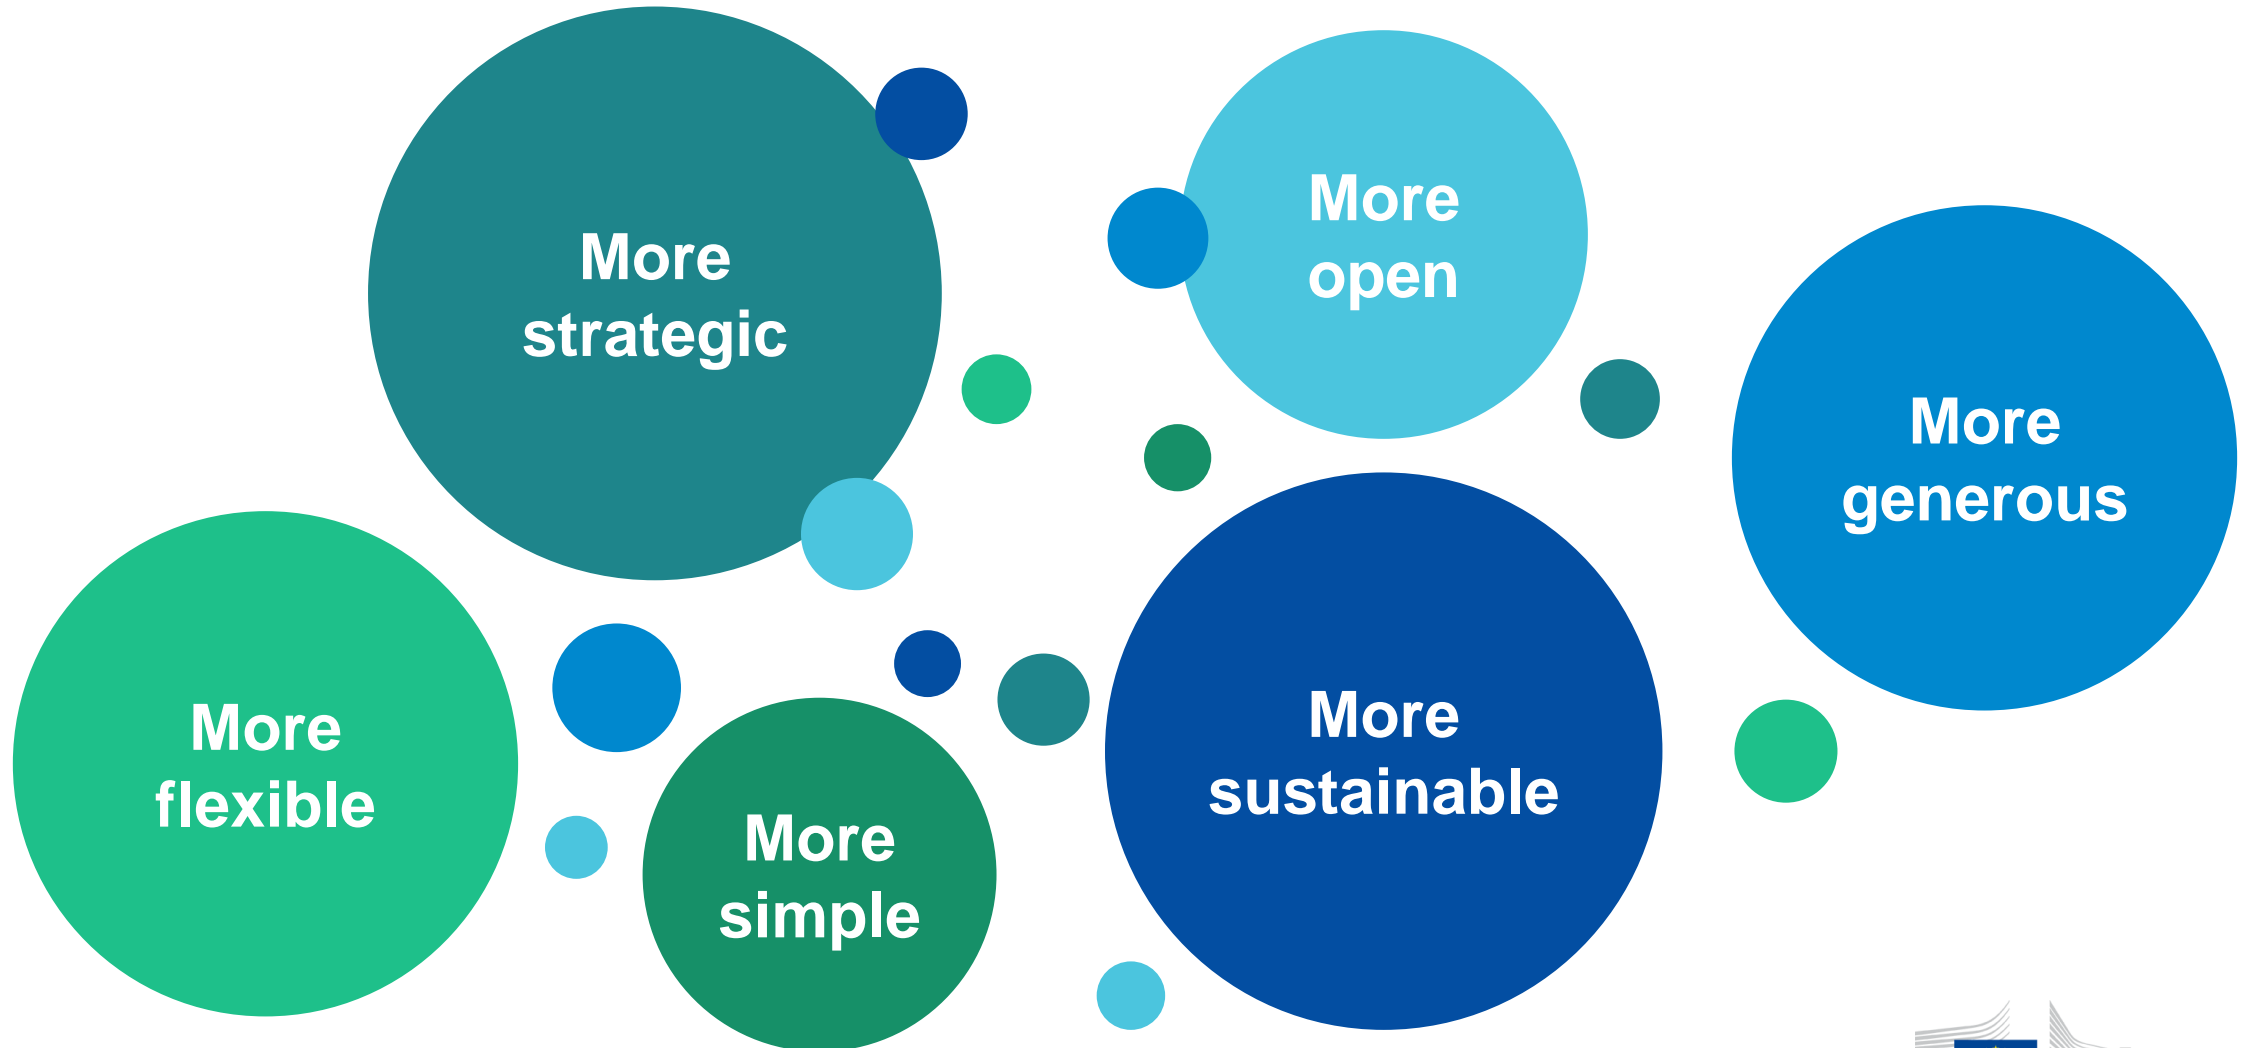 More
strategic
More
open
More
generous
More
flexible
More
simple
More
sustainable